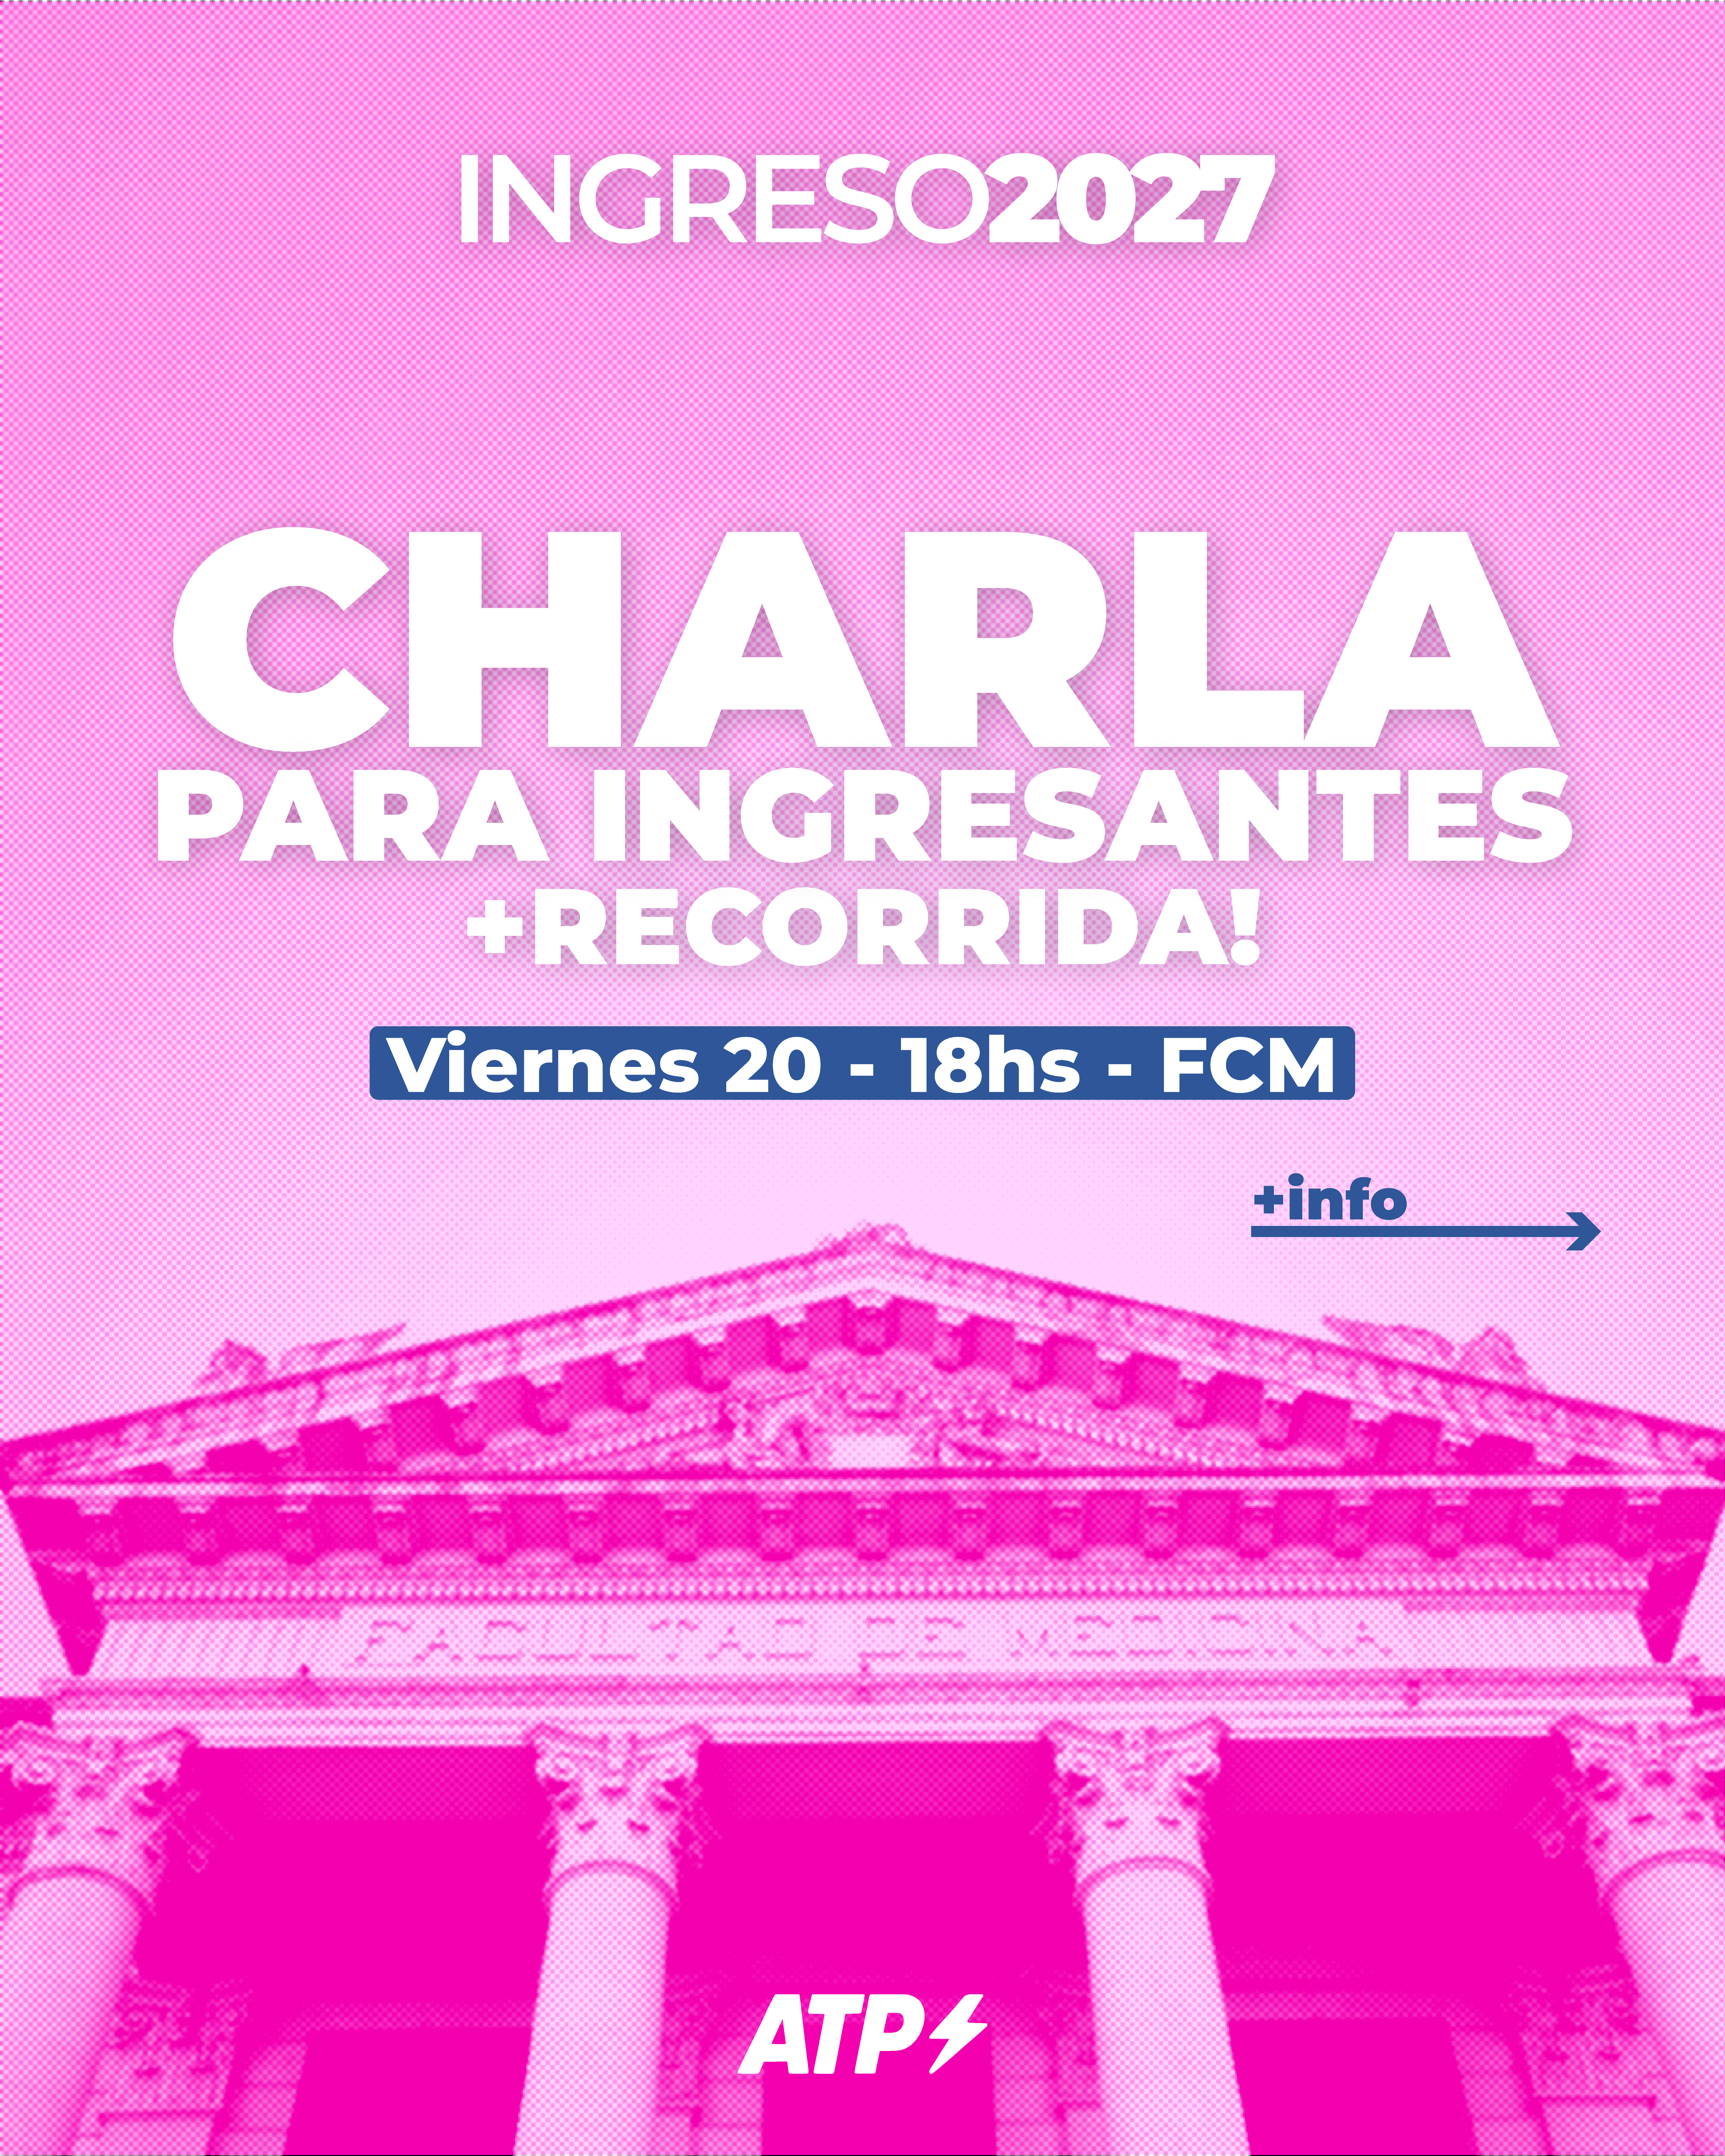 INGRESO2027
CHARLA
PARA INGRESANTES
+RECORRIDA!
Viernes 20 - 18hs - FCM
+info
FACULTAD DE MEDICINA
ATP